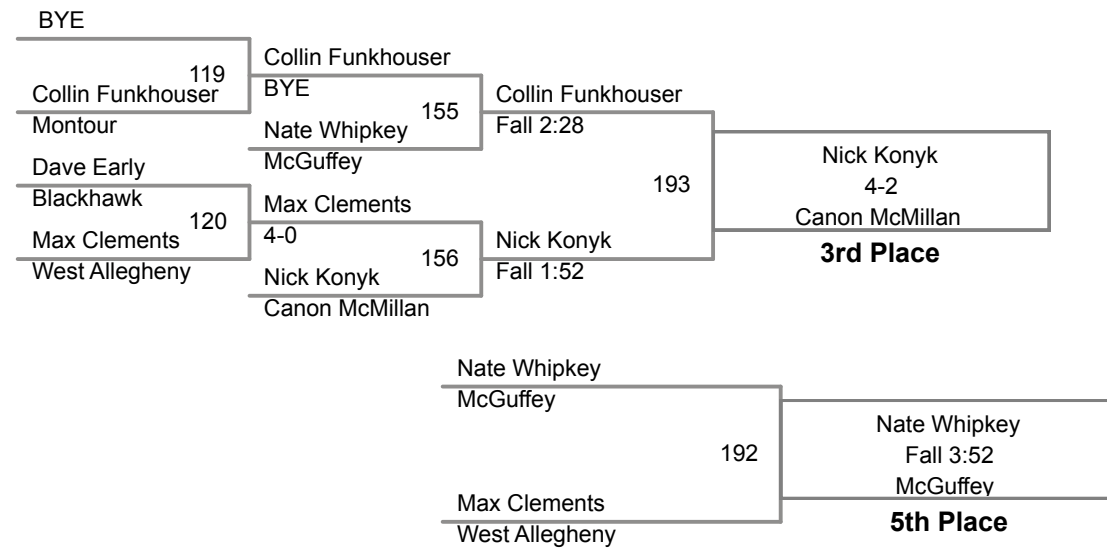 BYE
119
Collin Funkhouser
Montour
Dave Early
Blackhawk
120
Max Clements
West Allegheny
Collin Funkhouser
BYE
155
Nate Whipkey
McGuffey
Max Clements
4-0
156
Nick Konyk
Canon McMillan
Collin Funkhouser
Fall 2:28
193
Nick Konyk
Fall 1:52
Nick Konyk
4-2
Canon McMillan
3rd Place
Nate Whipkey
McGuffey
192
Max Clements
West Allegheny
Nate Whipkey
Fall 3:52
McGuffey
5th Place